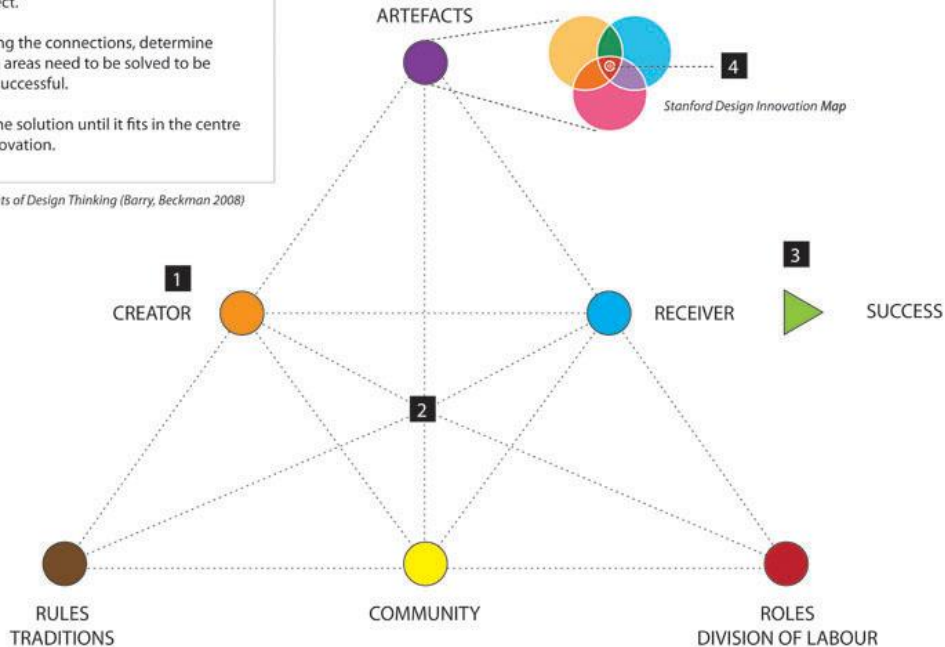 ing the connections, determine
areas need to be solved to be
uccessful.
he solution until it fits in the centre
ovation.
ts of Design Thinking (Barry, Beckman 2008)
ARTEFACTS
4
Stanford Design Innovation Map
1
CREATOR
RECEIVER
3
SUCCESS
2
RULES
TRADITIONS
COMMUNITY
ROLES
DIVISION OF LABOUR